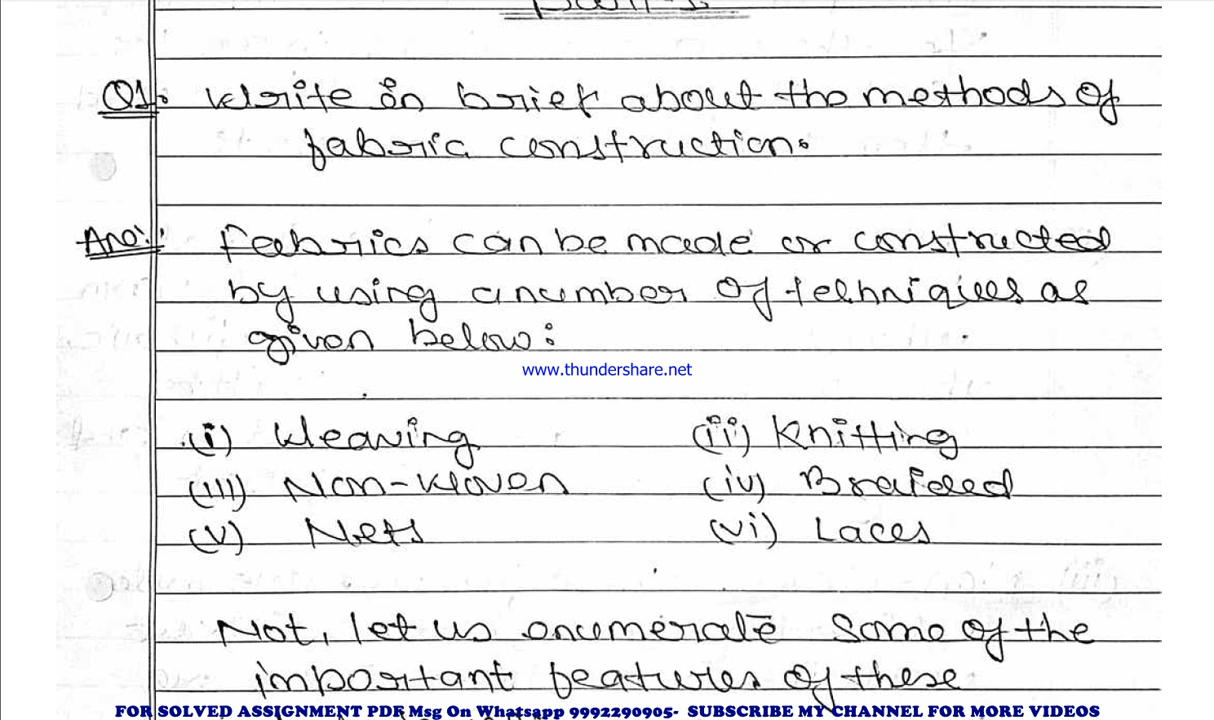 Q1: Write in brief about the methods of
fabric construction.
Ans:: Fabrics can be made or constructed
by using a number of techniques as
given below:
www.thundershare.net
(i) Weaving (ii) Knitting
(iii) Non-Woven (iv) Braided
(v) Nets (vi) Laces
Not, let us enumerate some of the
important features of these
FOR SOLVED ASSIGNMENT PDF Msg On Whatsapp 9992290905- SUBSCRIBE MY CHANNEL FOR MORE VIDEOS